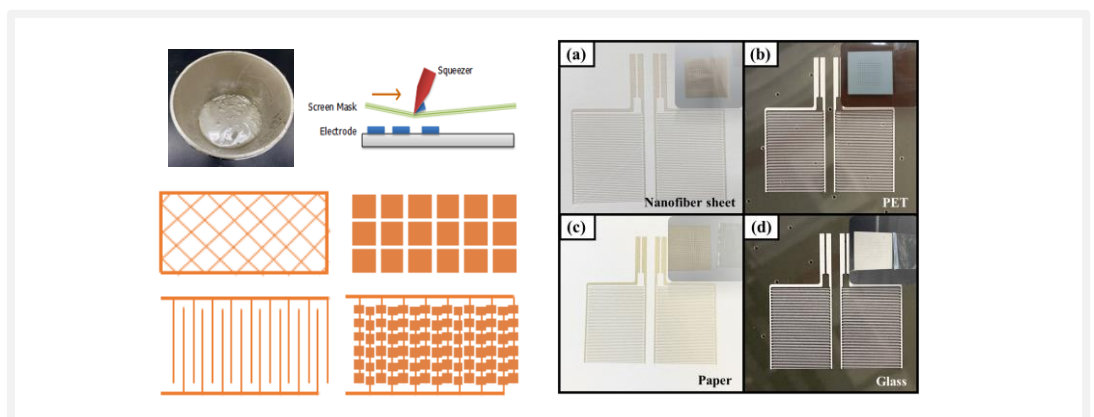 Squeezer
Screen Mask
Electrode
(a)
Nanofiber sheet
(b)
PET
(c)
Paper
(d)
Glass